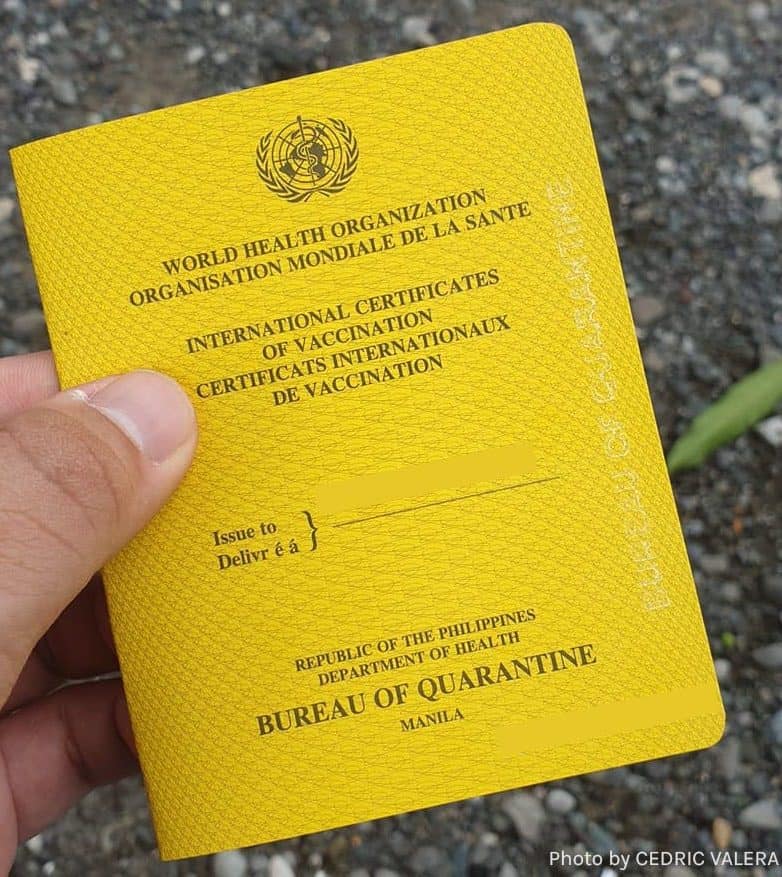 WORLD HEALTH ORGANIZATION
ORGANISATION MONDIALE DE LA SANTE
INTERNATIONAL CERTIFICATES
OF VACCINATION
CERTIFICATS INTERNATIONAUX
DE VACCINATION
Issue to
Delivr é á
}
REPUBLIC OF THE PHILIPPINES
DEPARTMENT OF HEALTH
BUREAU OF QUARANTINE
MANILA
BUREAU OF QUARANTINE
Photo by CEDRIC VALERA